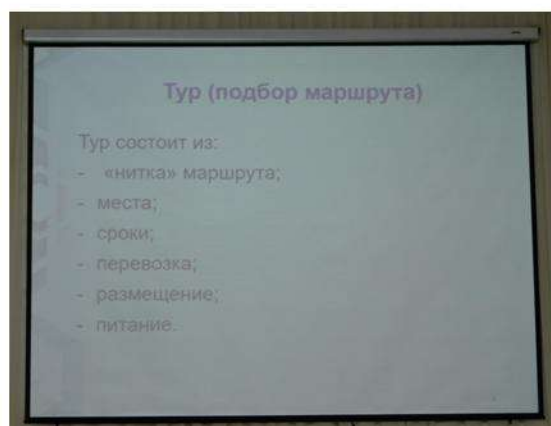 Тур (подбор маршрута)
Тур состоит из:
- «нитка» маршрута;
- места;
- сроки;
- перевозка;
- размещение;
- питание.